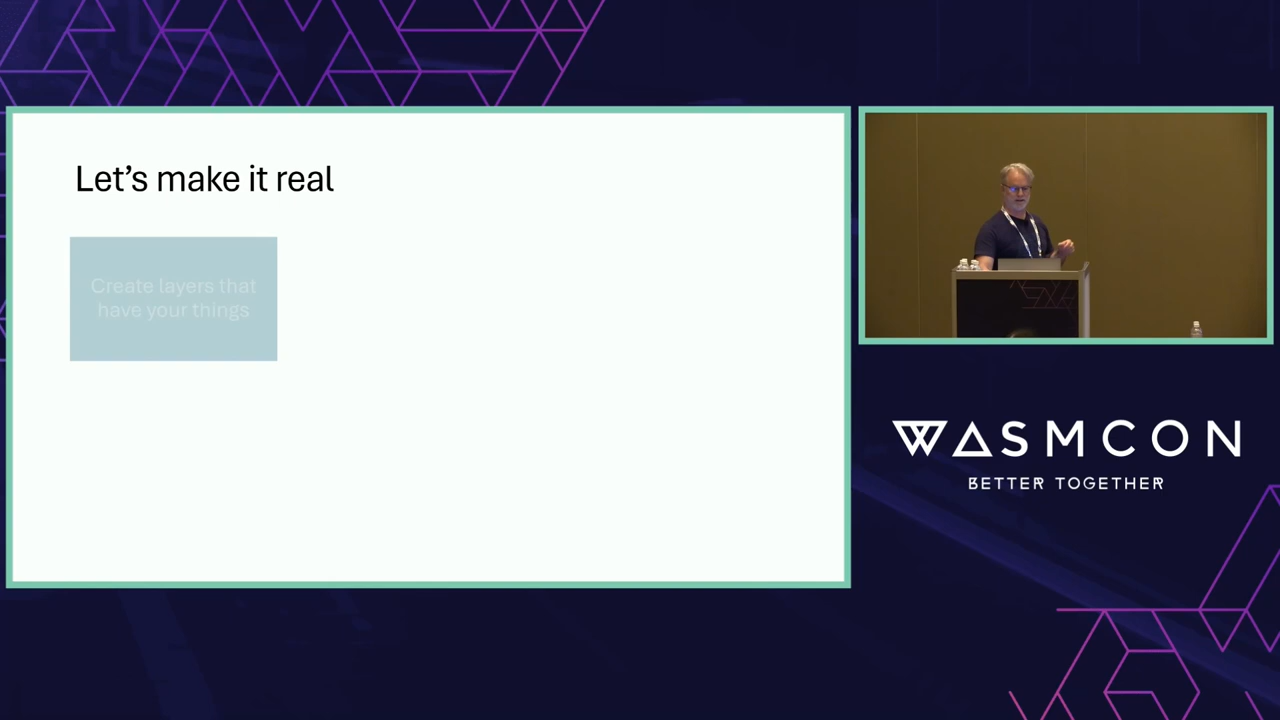 Let's make it real
Create layers that
have your things
WASMCON
BETTER TOGETHER